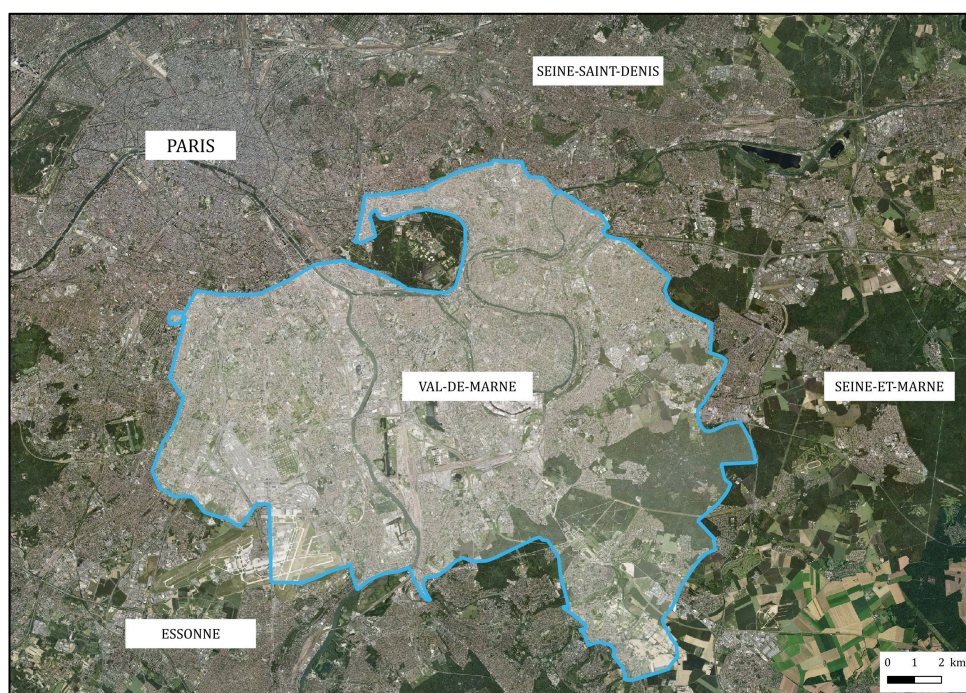 SEINE-SAINT-DENIS
PARIS
VAL-DE-MARNE
SEINE-ET-MARNE
ESSONNE
0 1 2 km